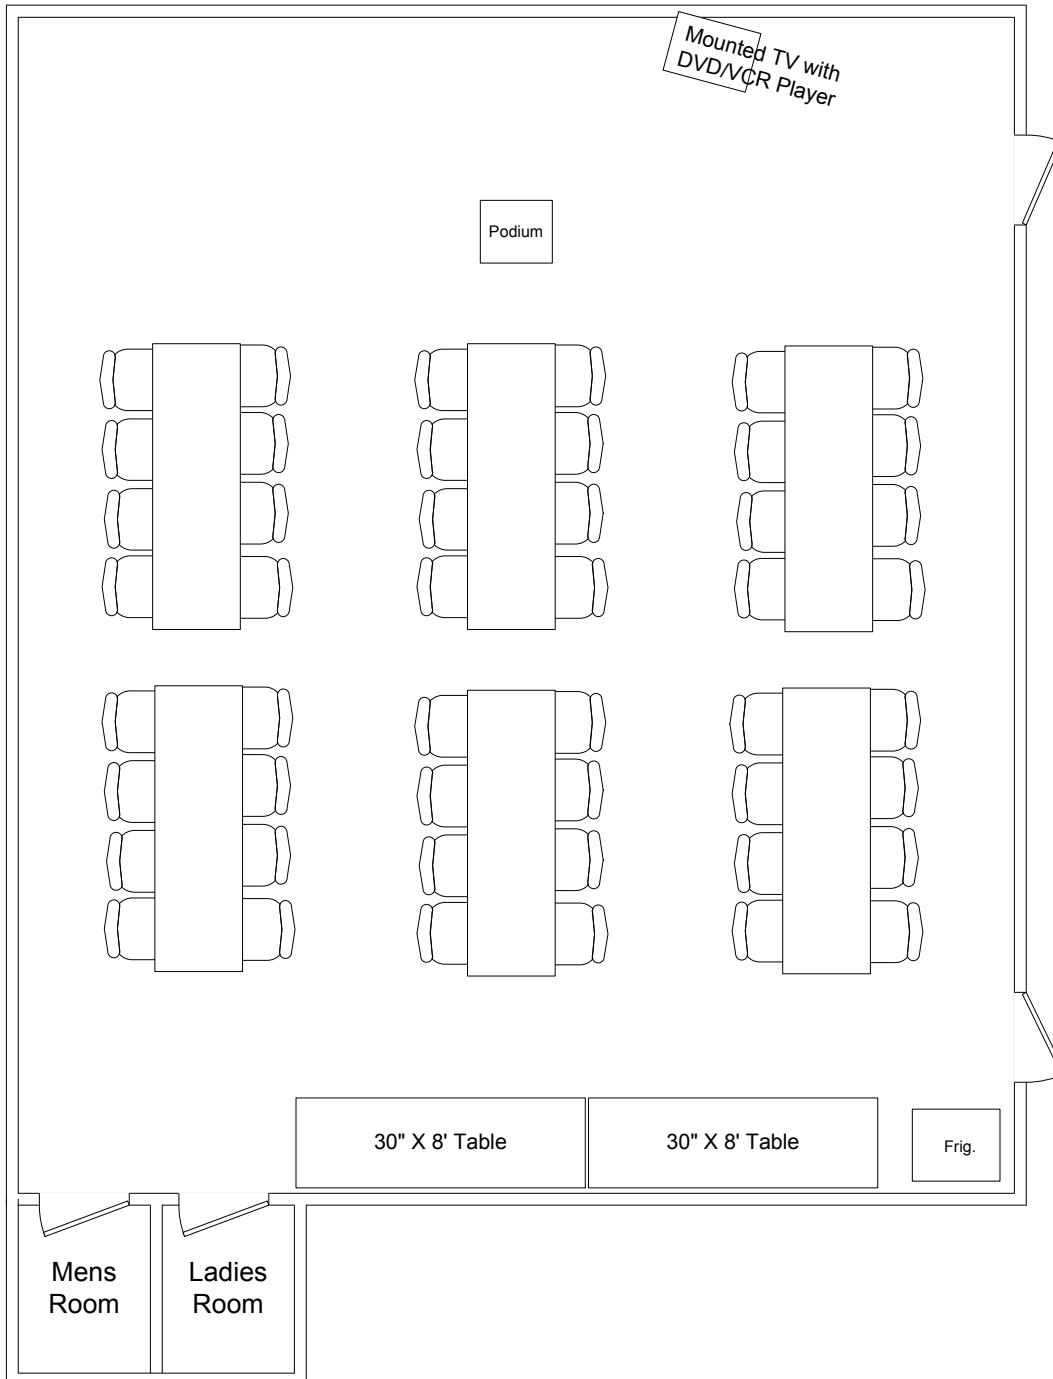 Mounted TV with
DVD/VCR Player
Podium
30" X 8' Table
30" X 8' Table
Frig.
Mens
Room
Ladies
Room